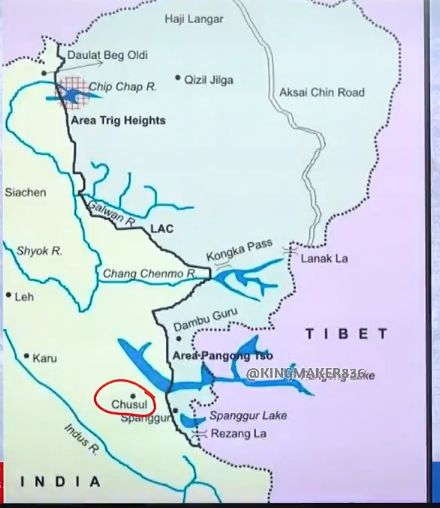 Haji Langar
Daulat Beg Oldi
Chip Chap R.
Qizil Jilga
Aksai Chin Road
Area Trig Heights
Siachen
Galwan R.
LAC
Shyok R.
Kongka Pass
Lanak La
Chang Chenmo R.
Leh
Dambu Guru
TIBET
Karu
Area Pangong Tso
@KINGMAKER836
Lake
Chusul
Spanggur
Spanggur Lake
Indus R.
Rezang La
INDIA